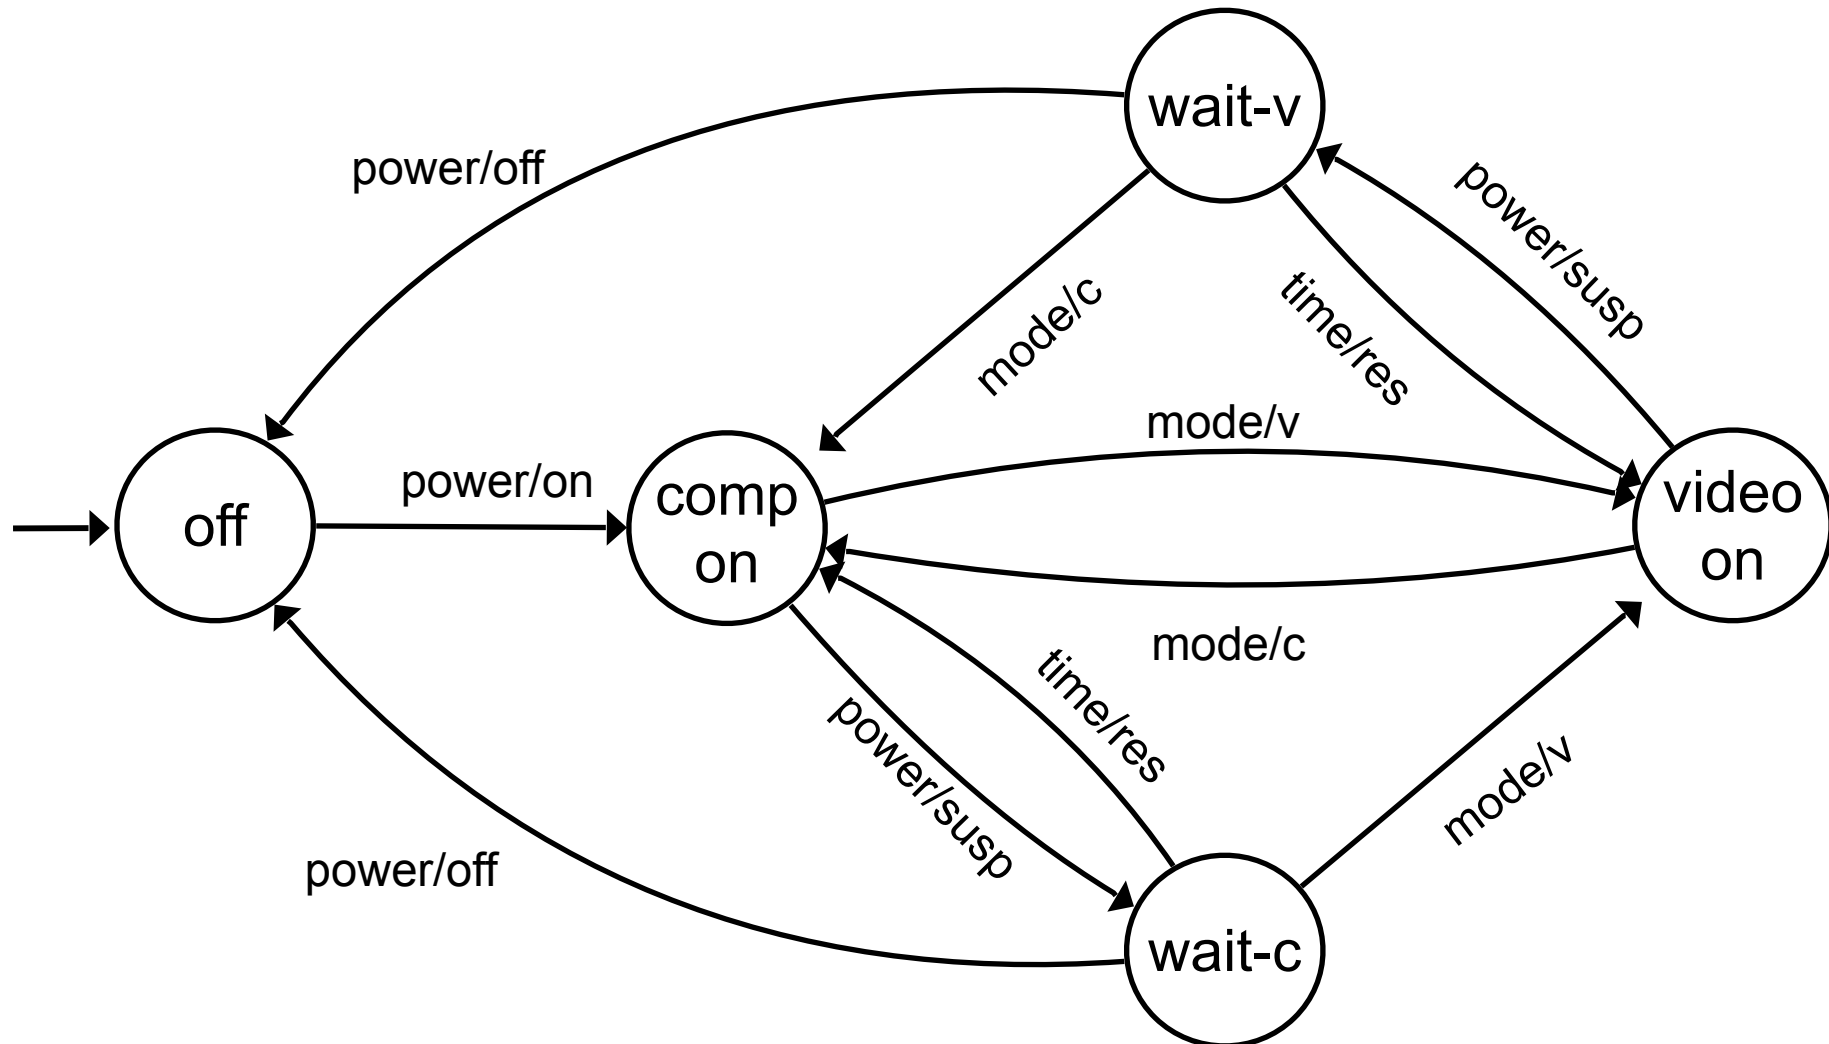 wait-v
power/off
power/susp
mode/c
time/res
mode/v
power/on
off
comp
on
video
on
mode/c
time/res
power/susp
mode/v
power/off
wait-c